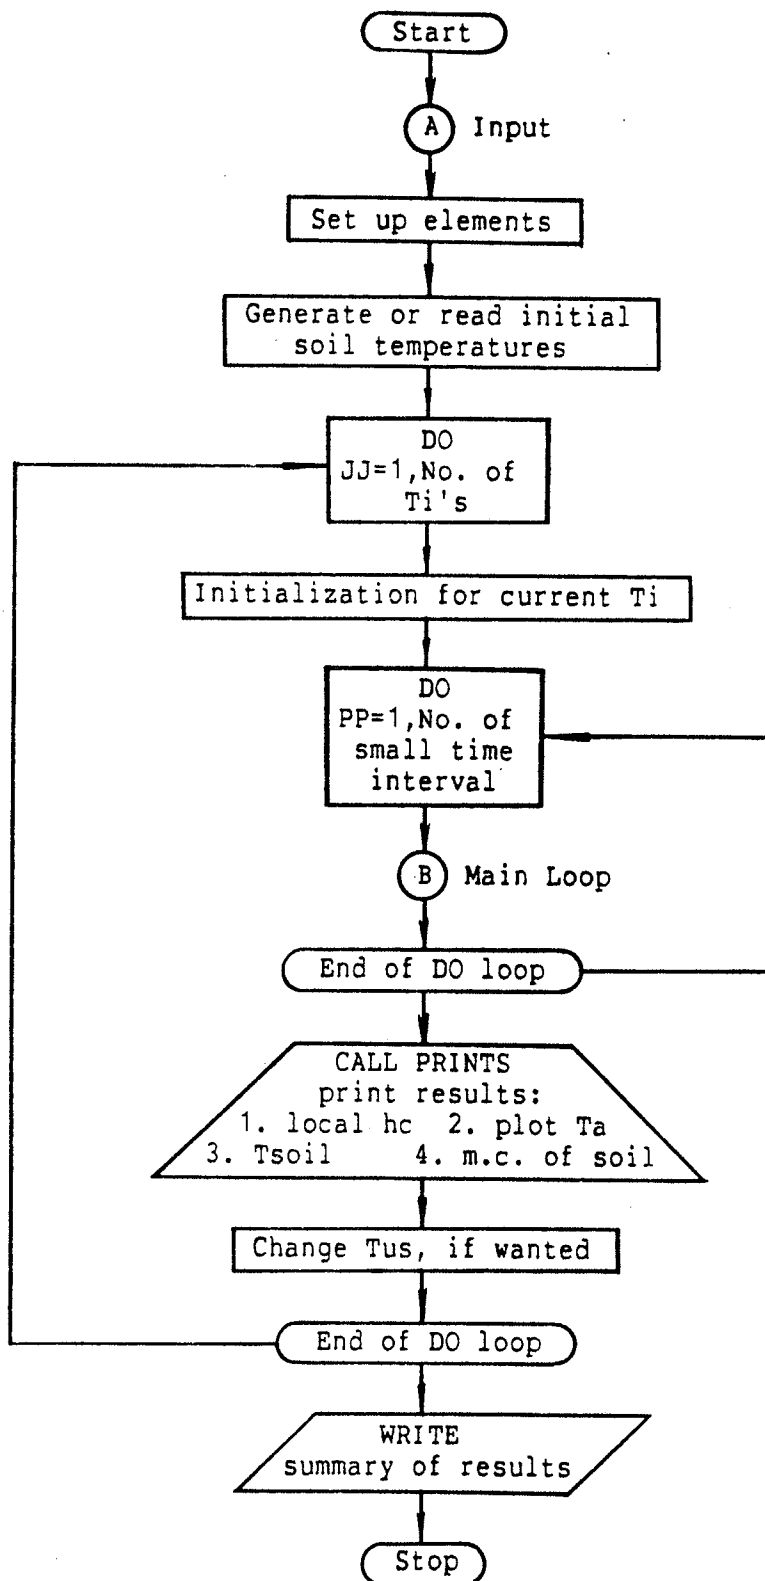 Start
A Input
Set up elements
Generate or read initial
soil temperatures
DO
JJ=1,No. of
Ti's
Initialization for current Ti
DO
PP=1,No. of
small time
interval
B Main Loop
End of DO loop
CALL PRINTS
print results:
1. local hc 2. plot Ta
3. Tsoil 4. m.c. of soil
Change Tus, if wanted
End of DO loop
WRITE
summary of results
Stop